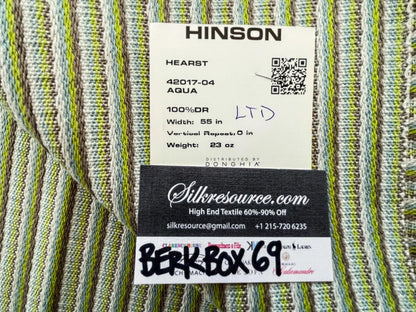 HINSON
HEARST
42017-04
AQUA
100%DR
LTD
Width: 55 in
Vertical Repeat: 0 in
Weight: 23 oz
DISTRIBUTED BY
DONGHIA
Silkresource.com
High End Textile 60%-90% Off
silkresource@gmail.com +1 215-720 6235
BERK BOX 69